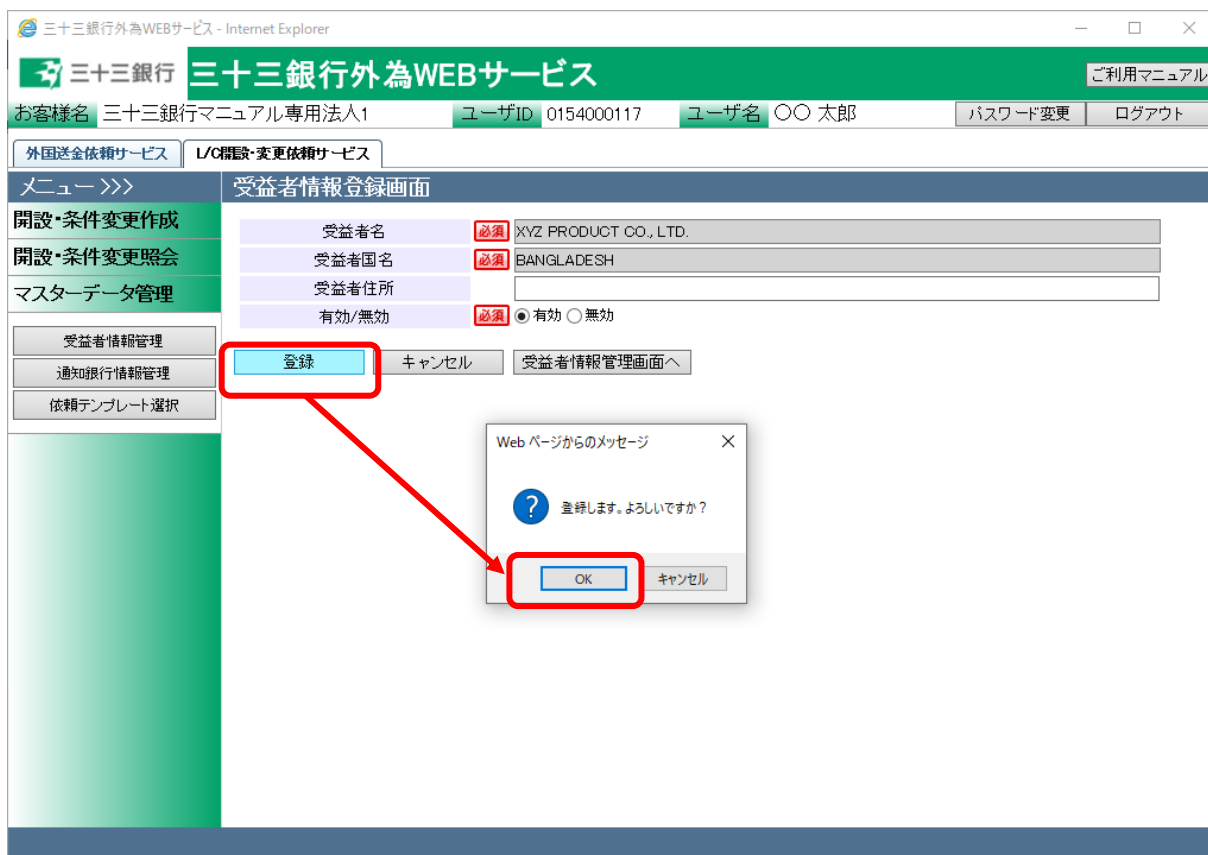 三十三銀行外為WEBサービス - Internet Explorer
三十三銀行 三十三銀行外為WEBサービス ご利用マニュアル
お客様名 三十三銀行マニュアル専用法人1 ユーザID 0154000117 ユーザ名 〇〇 太郎 パスワード変更 ログアウト
外国送金依頼サービス L/C開設・変更依頼サービス
メニュー >>> 受益者情報登録画面
開設・条件変更作成
開設・条件変更照会
マスターデータ管理
受益者情報管理
通知銀行情報管理
依頼テンプレート選択
受益者名 必須 XYZ PRODUCT CO., LTD.
受益者国名 必須 BANGLADESH
受益者住所
有効/無効 必須 有効 無効
登録 キャンセル 受益者情報管理画面へ
Web ページからのメッセージ
登録します。よろしいですか？
OK キャンセル